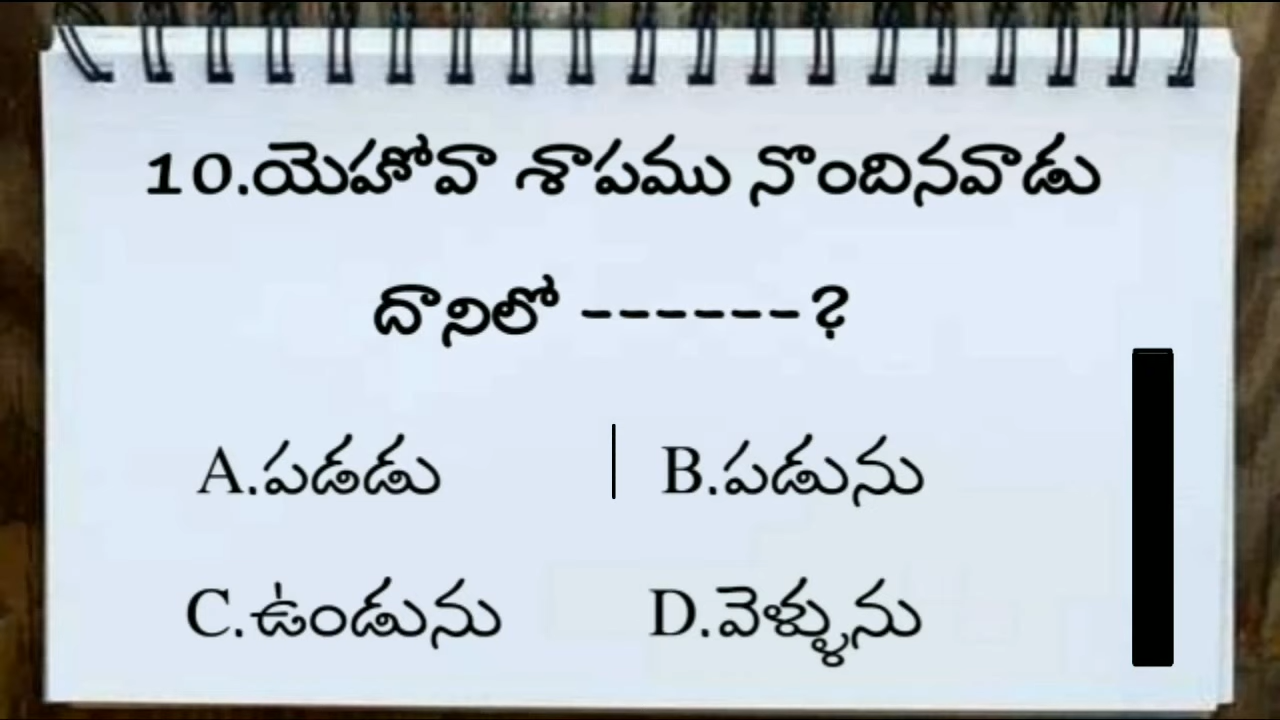 10.యెహోవా శాపము నొందినవాడు
దానిలో ------?
A.పడడు | B.పడును
C.ఉండును D.వెళ్ళును